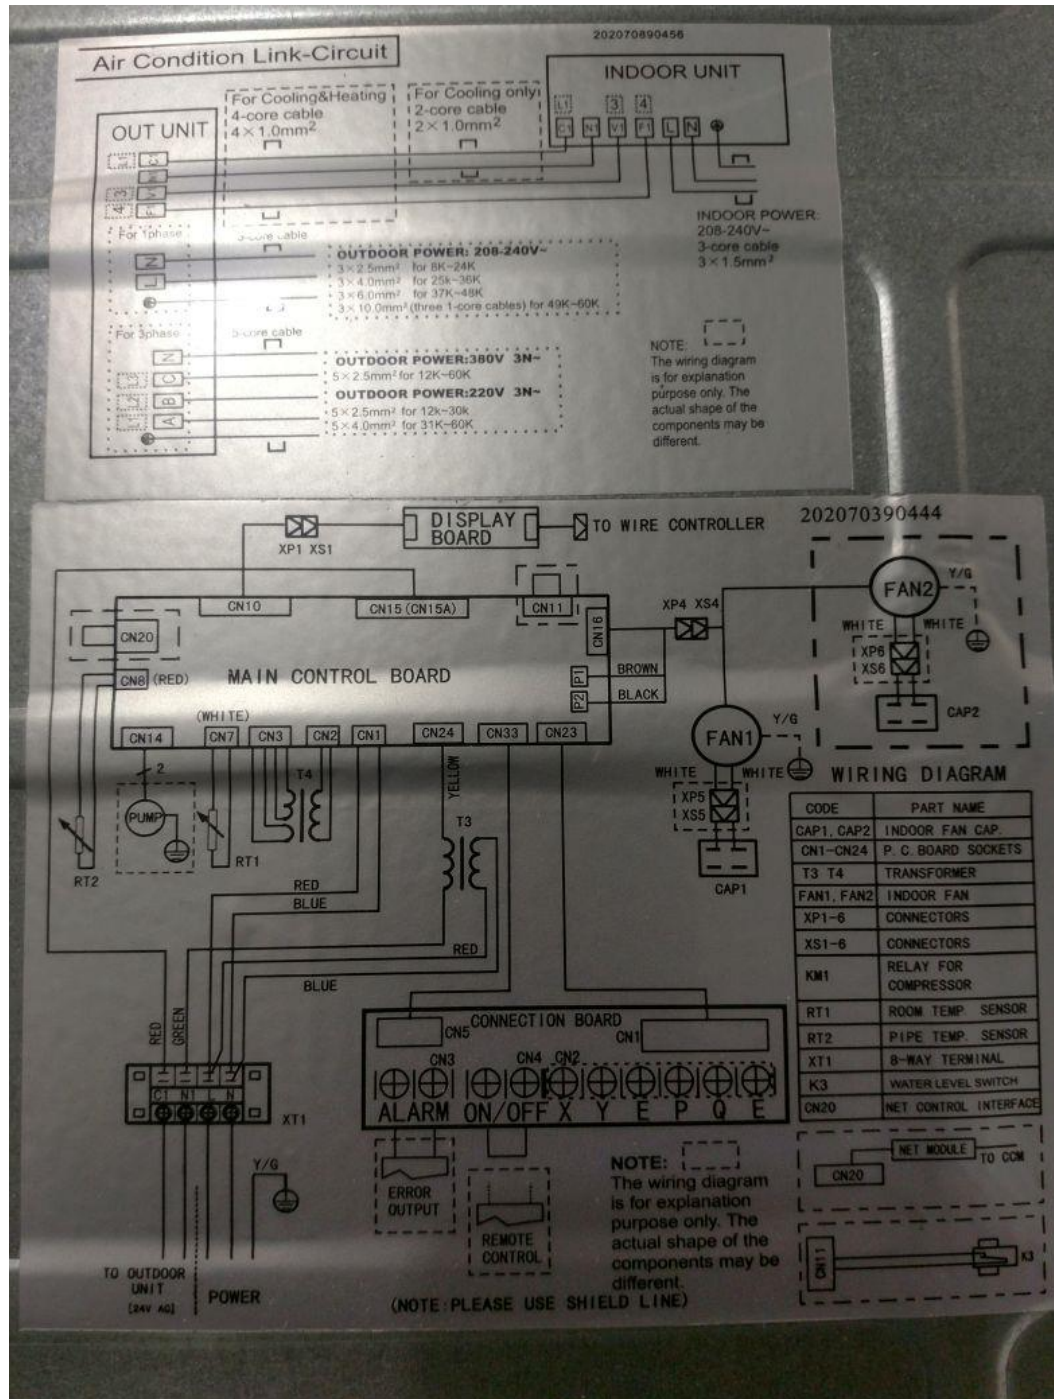 202070890456
Air Condition Link-Circuit
INDOOR UNIT
For Cooling&Heating
4-core cable
4×1.0mm²
For Cooling only
2-core cable
2×1.0mm²
L1 3 4
C1 N1 V1 F1 L N
OUT UNIT
L1 C
N
3 V
4 F
INDOOR POWER:
208-240V~
3-core cable
3×1.5mm²
For 1phase
3-core cable
N
L
OUTDOOR POWER: 208-240V~
3×2.5mm² for 8K~24K
3×4.0mm² for 25k~36K
3×6.0mm² for 37K~48K
3×10.0mm² (three 1-core cables) for 49K~60K
For 3phase
5-core cable
N
L3 C
L2 B
L1 A
OUTDOOR POWER:380V 3N~
5×2.5mm² for 12K~60K
OUTDOOR POWER:220V 3N~
5×2.5mm² for 12k~30k
5×4.0mm² for 31K~60K
NOTE:
The wiring diagram
is for explanation
purpose only. The
actual shape of the
components may be
different.
202070390444
DISPLAY
BOARD
TO WIRE CONTROLLER
XP1 XS1
CN10
CN15 (CN15A)
CN11
CN16
CN20
CN8 (RED)
MAIN CONTROL BOARD
P1
P2
BROWN
BLACK
XP4 XS4
FAN2
Y/G
WHITE
WHITE
XP6
XS6
CAP2
(WHITE)
CN14
CN7
CN3
CN2
CN1
CN24
CN33
CN23
FAN1
Y/G
WHITE
WHITE
XP5
XS5
CAP1
2
PUMP
RT2
RT1
T4
YELLOW
T3
RED
BLUE
RED
BLUE
RED
GREEN
WIRING DIAGRAM
CODE PART NAME
CAP1, CAP2 INDOOR FAN CAP.
CN1-CN24 P. C. BOARD SOCKETS
T3 T4 TRANSFORMER
FAN1, FAN2 INDOOR FAN
XP1-6 CONNECTORS
XS1-6 CONNECTORS
KM1 RELAY FOR
COMPRESSOR
RT1 ROOM TEMP. SENSOR
RT2 PIPE TEMP. SENSOR
XT1 8-WAY TERMINAL
K3 WATER LEVEL SWITCH
CN20 NET CONTROL INTERFACE
CONNECTION BOARD
CN5
CN1
CN3
CN4 CN2
ALARM ON/OFF X Y E P Q E
C1 N1 L N
XT1
Y/G
ERROR
OUTPUT
REMOTE
CONTROL
NOTE:
The wiring diagram
is for explanation
purpose only. The
actual shape of the
components may be
different.
NET MODULE
TO CCM
CN20
CN11
K3
TO OUTDOOR
UNIT
[24V AC]
POWER
(NOTE:PLEASE USE SHIELD LINE)